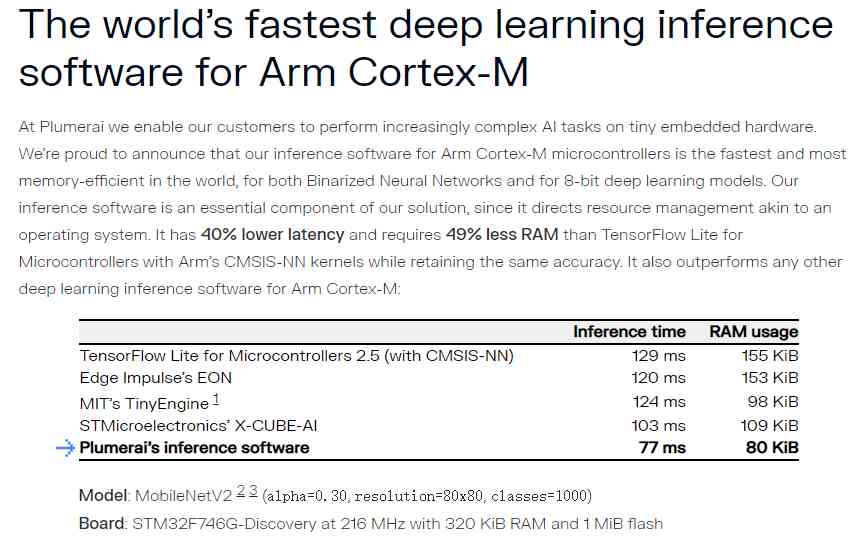 The world's fastest deep learning inference
software for Arm Cortex-M
At Plumerai we enable our customers to perform increasingly complex AI tasks on tiny embedded hardware.
We're proud to announce that our inference software for Arm Cortex-M microcontrollers is the fastest and most
memory-efficient in the world, for both Binarized Neural Networks and for 8-bit deep learning models. Our
inference software is an essential component of our solution, since it directs resource management akin to an
operating system. It has 40% lower latency and requires 49% less RAM than TensorFlow Lite for
Microcontrollers with Arm's CMSIS-NN kernels while retaining the same accuracy. It also outperforms any other
deep learning inference software for Arm Cortex-M:
Inference time RAM usage
TensorFlow Lite for Microcontrollers 2.5 (with CMSIS-NN) 129 ms 155 KiB
Edge Impulse's EON 120 ms 153 KiB
MIT's TinyEngine 1 124 ms 98 KiB
STMicroelectronics' X-CUBE-AI 103 ms 109 KiB
→ Plumerai's inference software 77 ms 80 KiB
Model: MobileNetV2 2 3 (alpha=0.30, resolution=80x80, classes=1000)
Board: STM32F746G-Discovery at 216 MHz with 320 KiB RAM and 1 MiB flash